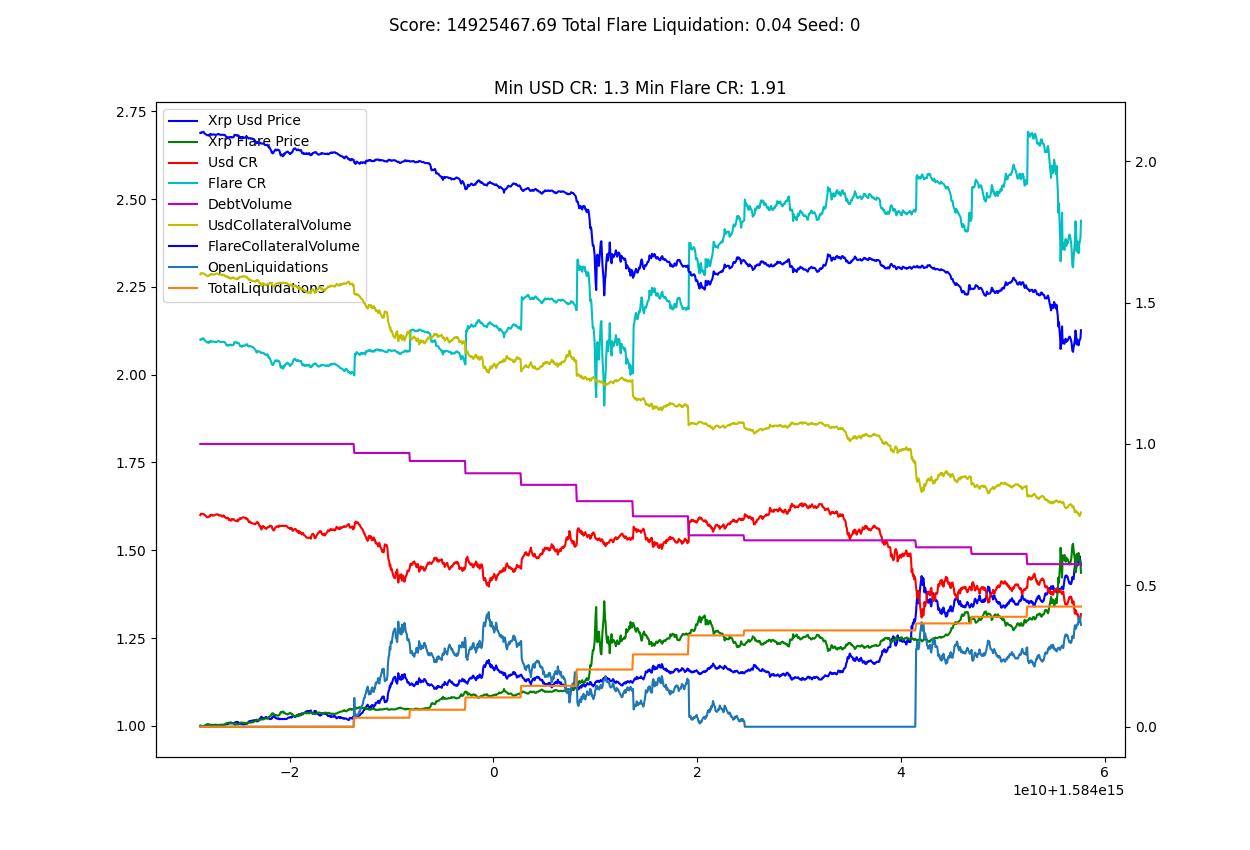 Score: 14925467.69 Total Flare Liquidation: 0.04 Seed: 0
Min USD CR: 1.3 Min Flare CR: 1.91
Xrp Usd Price
Xrp Flare Price
Usd CR
Flare CR
DebtVolume
UsdCollateralVolume
FlareCollateralVolume
OpenLiquidations
TotalLiquidations
2.75
2.50
2.25
2.00
1.75
1.50
1.25
1.00
2.0
1.5
1.0
0.5
0.0
−2
0
2
4
6
1e10+1.584e15